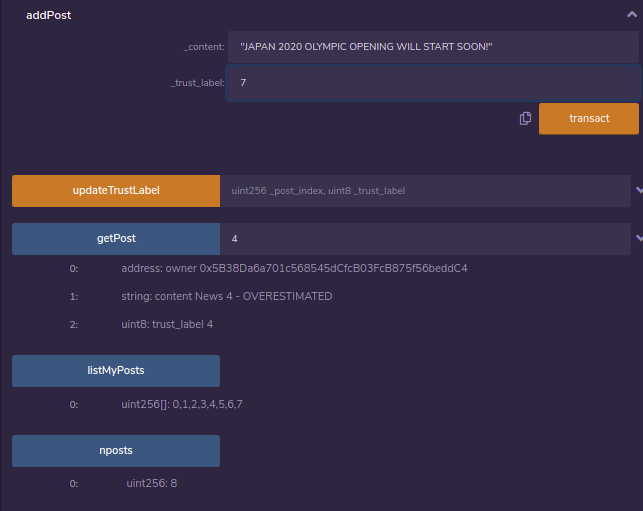 addPost
_content: "JAPAN 2020 OLYMPIC OPENING WILL START SOON!"
_trust_label: 7
transact
updateTrustLabel uint256 _post_index, uint8 _trust_label
getPost 4
0: address: owner 0x5B38Da6a701c568545dCfcB03FcB875f56beddC4
1: string: content News 4 - OVERESTIMATED
2: uint8: trust_label 4
listMyPosts
0: uint256[]: 0,1,2,3,4,5,6,7
nposts
0: uint256: 8